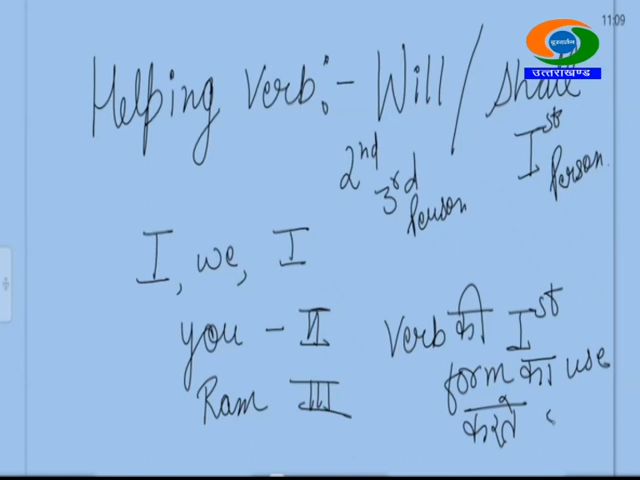 11:09
दूरदर्शन
उत्तराखण्ड
Helping Verb:- Will / Shall
2nd 3rd Person
Ist Person
I, we, I
you - II
Ram III
Verb की Ist
form का use
करते